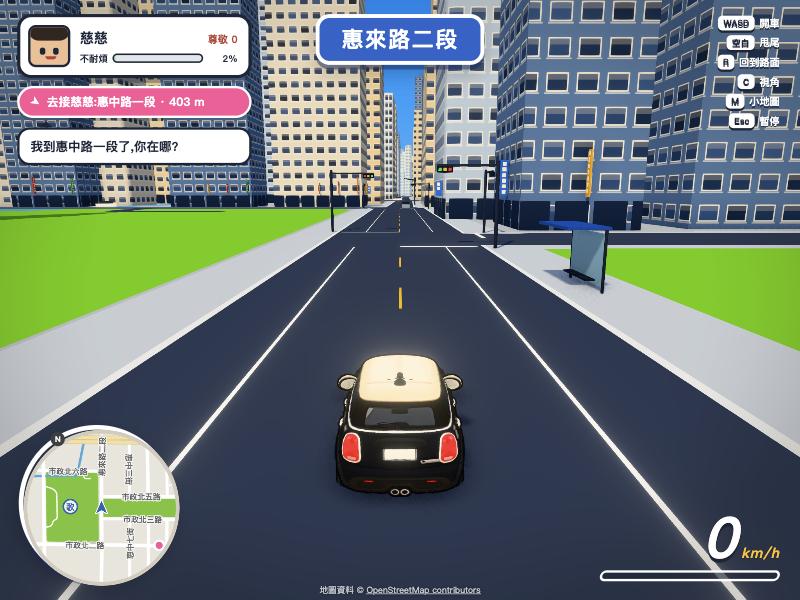 慈慈
尊敬 0
不耐煩
2%
去接慈慈:惠中路一段 · 403 m
我到惠中路一段了,你在哪?
惠來路二段
WASD 開車
空白 甩尾
R 回到路面
C 視角
M 小地圖
Esc 暫停
N
市政北六路
市政北五路
市政北三路
市政北二路
0 km/h
地圖資料 © OpenStreetMap contributors